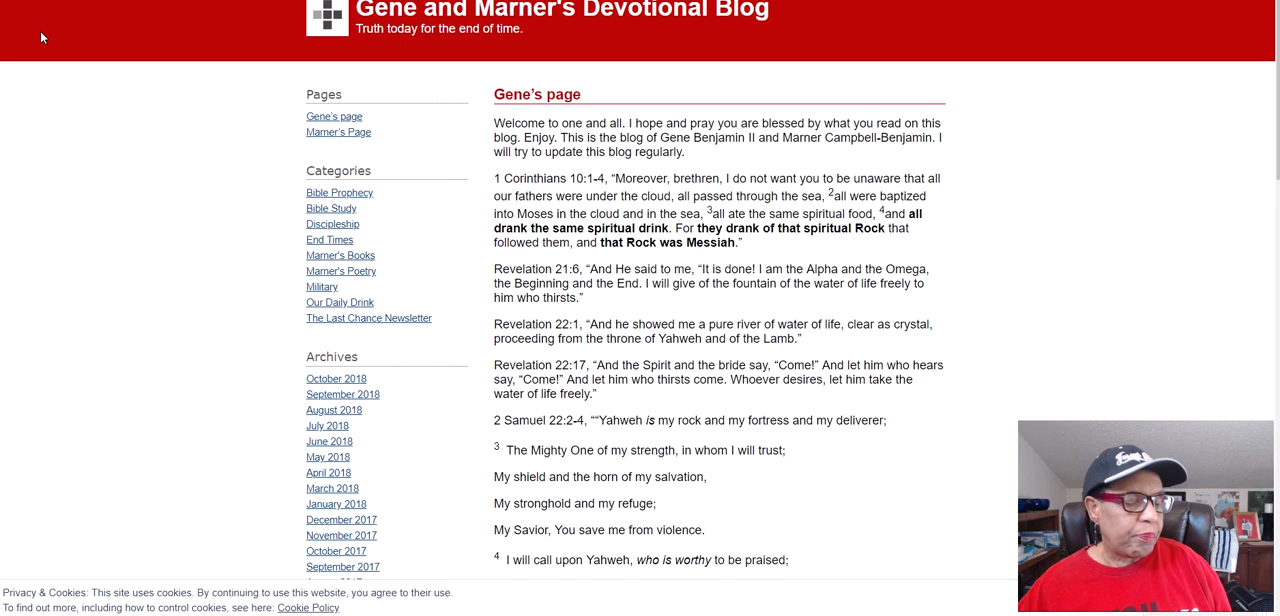 Gene and Marner's Devotional Blog
Truth today for the end of time.
Pages
Gene's page
Marner's Page
Categories
Bible Prophecy
Bible Study
Discipleship
End Times
Marner's Books
Marner's Poetry
Military
Our Daily Drink
The Last Chance Newsletter
Archives
October 2018
September 2018
August 2018
July 2018
June 2018
May 2018
April 2018
March 2018
January 2018
December 2017
November 2017
October 2017
September 2017
Gene's page
Welcome to one and all. I hope and pray you are blessed by what you read on this
blog. Enjoy. This is the blog of Gene Benjamin II and Marner Campbell-Benjamin. I
will try to update this blog regularly.
1 Corinthians 10:1-4, “Moreover, brethren, I do not want you to be unaware that all
our fathers were under the cloud, all passed through the sea, 2all were baptized
into Moses in the cloud and in the sea, 3all ate the same spiritual food, 4and all
drank the same spiritual drink. For they drank of that spiritual Rock that
followed them, and that Rock was Messiah.”
Revelation 21:6, “And He said to me, “It is done! I am the Alpha and the Omega,
the Beginning and the End. I will give of the fountain of the water of life freely to
him who thirsts.”
Revelation 22:1, “And he showed me a pure river of water of life, clear as crystal,
proceeding from the throne of Yahweh and of the Lamb.”
Revelation 22:17, “And the Spirit and the bride say, “Come!” And let him who hears
say, “Come!” And let him who thirsts come. Whoever desires, let him take the
water of life freely.”
2 Samuel 22:2-4, ““Yahweh is my rock and my fortress and my deliverer;
3 The Mighty One of my strength, in whom I will trust;
My shield and the horn of my salvation,
My stronghold and my refuge;
My Savior, You save me from violence.
4 I will call upon Yahweh, who is worthy to be praised;
Privacy & Cookies: This site uses cookies. By continuing to use this website, you agree to their use.
To find out more, including how to control cookies, see here: Cookie Policy